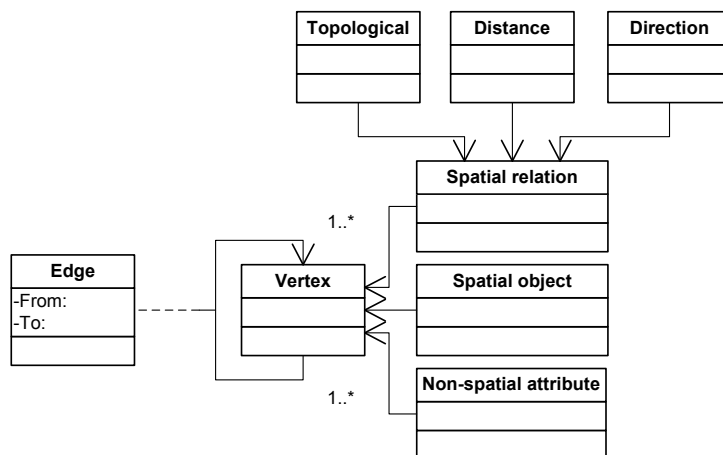 Topological
Distance
Direction
Spatial relation
1..*
Edge
-From:
-To:
Vertex
Spatial object
1..*
Non-spatial attribute